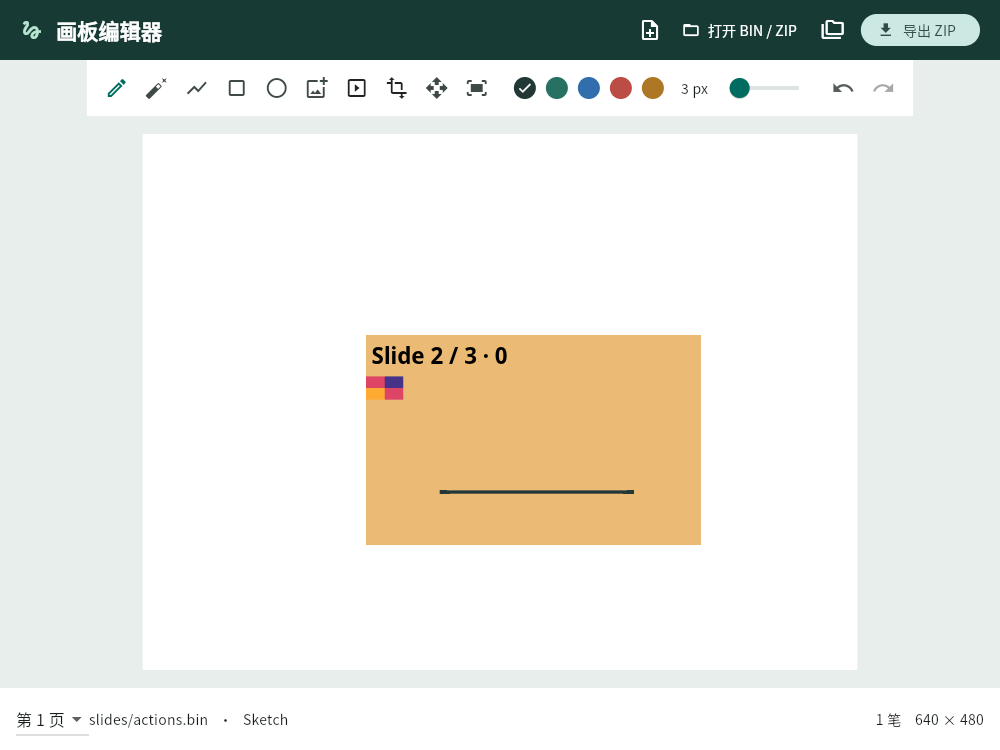 画板编辑器
打开 BIN / ZIP
导出 ZIP
3 px
Slide 2 / 3 · 0
第 1 页
slides/actions.bin • Sketch
1 笔
640 × 480